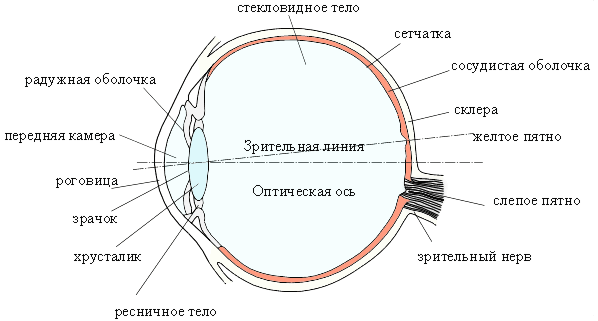 стекловидное тело
сетчатка
сосудистая оболочка
радужная оболочка
склера
передняя камера
желтое пятно
Зрительная линия
роговица
Оптическая ось
слепое пятно
зрачок
хрусталик
зрительный нерв
ресничное тело